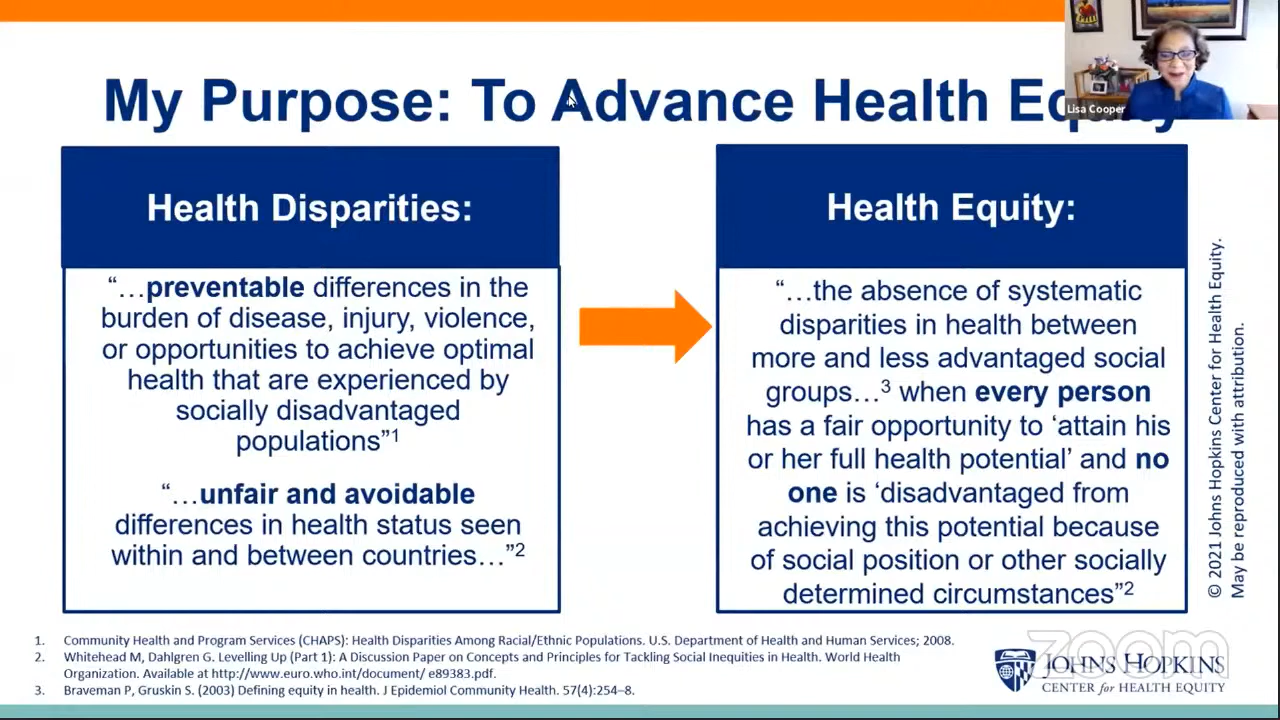 My Purpose: To Advance Health Equity
Lisa Cooper
Health Disparities:
“…preventable differences in the
burden of disease, injury, violence,
or opportunities to achieve optimal
health that are experienced by
socially disadvantaged
populations”1
“…unfair and avoidable
differences in health status seen
within and between countries…”2
Health Equity:
“…the absence of systematic
disparities in health between
more and less advantaged social
groups…3 when every person
has a fair opportunity to ‘attain his
or her full health potential’ and no
one is ‘disadvantaged from
achieving this potential because
of social position or other socially
determined circumstances”2
© 2021 Johns Hopkins Center for Health Equity.
May be reproduced with attribution.
1. Community Health and Program Services (CHAPS): Health Disparities Among Racial/Ethnic Populations. U.S. Department of Health and Human Services; 2008.
2. Whitehead M, Dahlgren G. Levelling Up (Part 1): A Discussion Paper on Concepts and Principles for Tackling Social Inequities in Health. World Health
Organization. Available at http://www.euro.who.int/document/ e89383.pdf.
3. Braveman P, Gruskin S. (2003) Defining equity in health. J Epidemiol Community Health. 57(4):254–8.
zoom
JOHNS HOPKINS
CENTER for HEALTH EQUITY